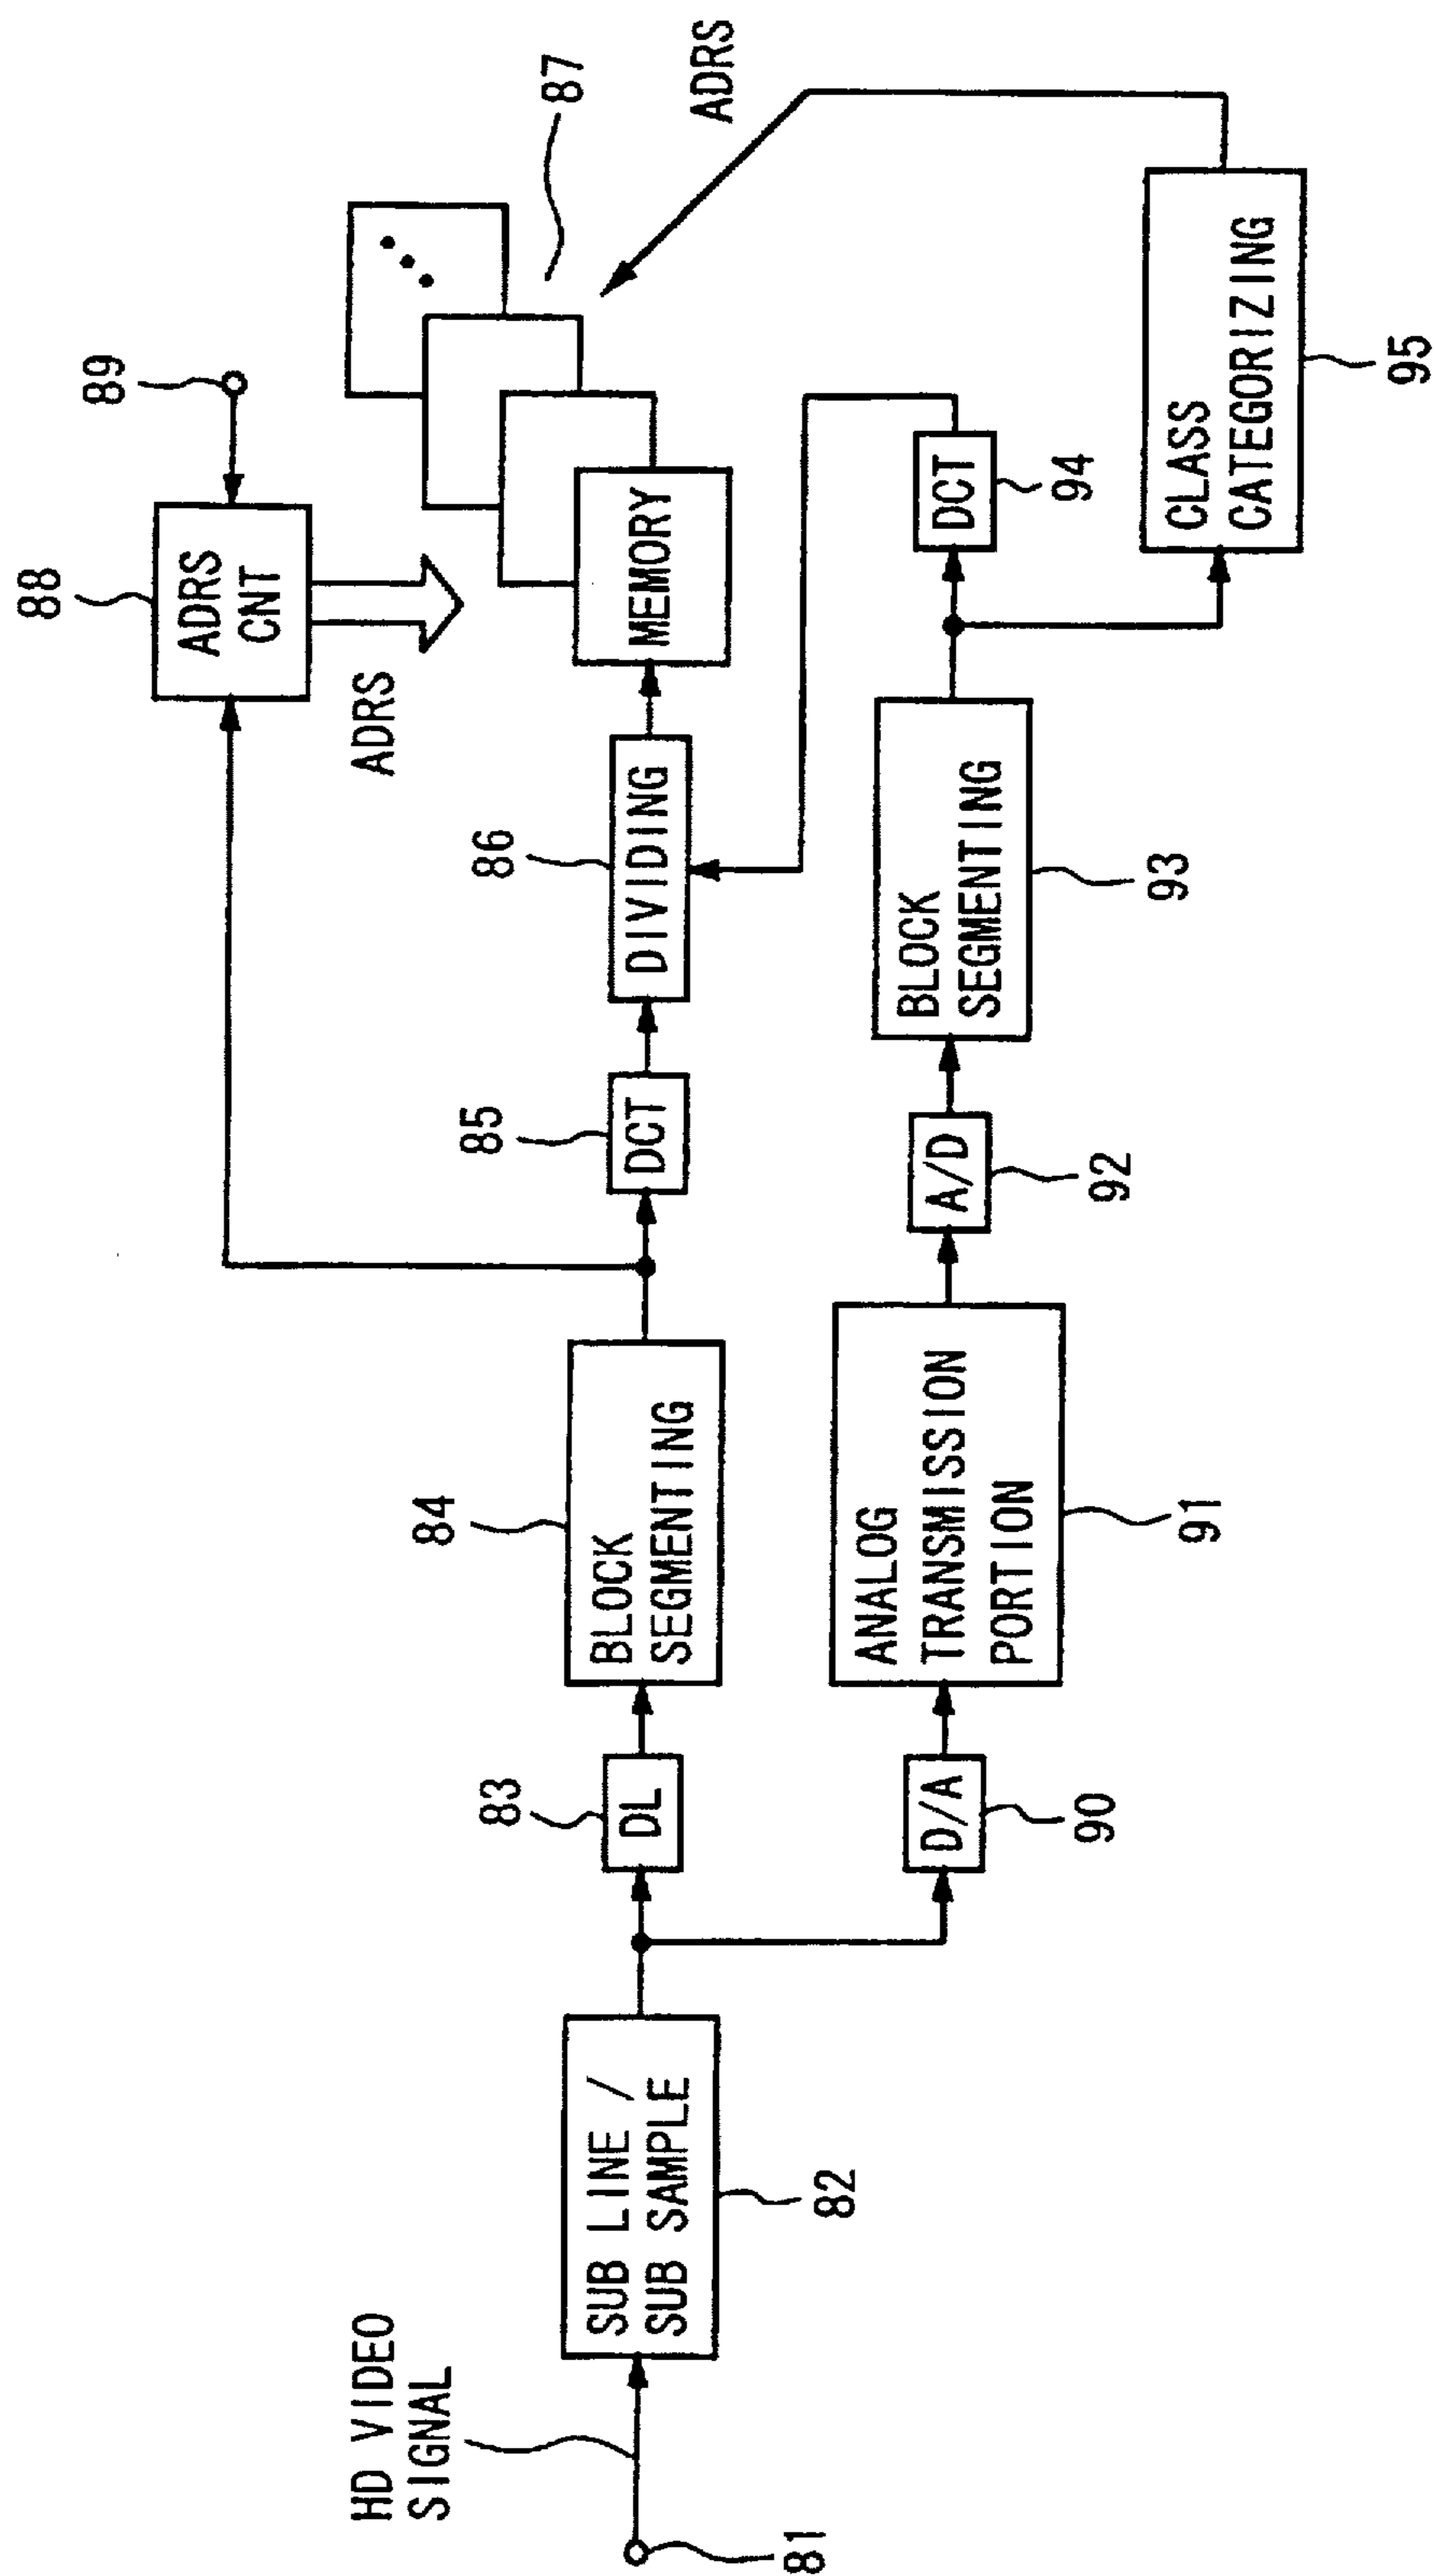 HD VIDEO
SIGNAL
81
SUB LINE /
SUB SAMPLE
82
83
DL
84
BLOCK
SEGMENTING
85
DCT
86
DIVIDING
MEMORY
87
88
ADRS
CNT
89
ADRS
ADRS
D/A
90
ANALOG
TRANSMISSION
PORTION
91
A/D
92
BLOCK
SEGMENTING
93
DCT
94
CLASS
CATEGORIZING
95